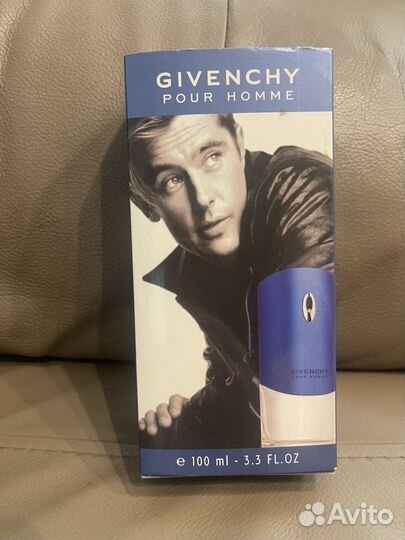 GIVENCHY
POUR HOMME
GIVENCHY
POUR HOMME
℮ 100 ml - 3.3 FL.OZ
Avito